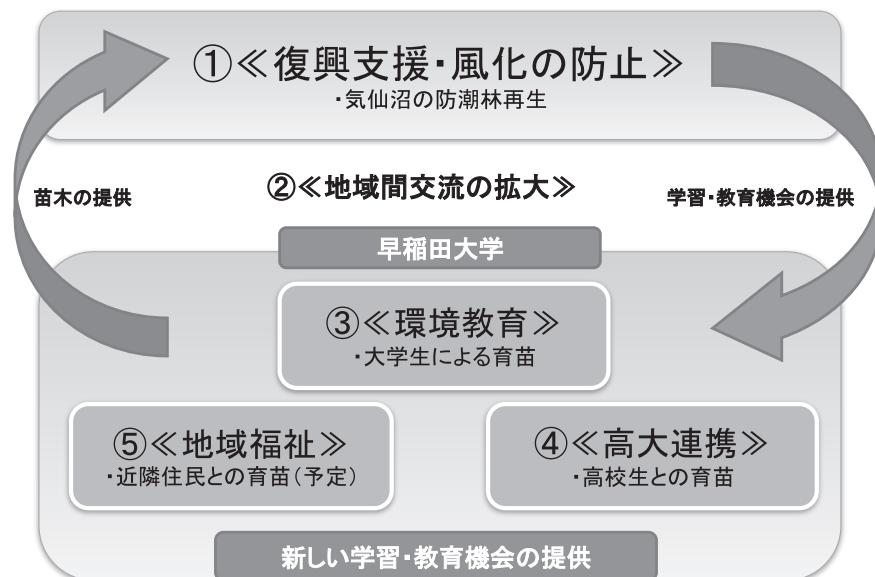 ①≪復興支援・風化の防止≫
・気仙沼の防潮林再生
苗木の提供
②≪地域間交流の拡大≫
学習・教育機会の提供
早稲田大学
③≪環境教育≫
・大学生による育苗
⑤≪地域福祉≫
・近隣住民との育苗(予定)
④≪高大連携≫
・高校生との育苗
新しい学習・教育機会の提供